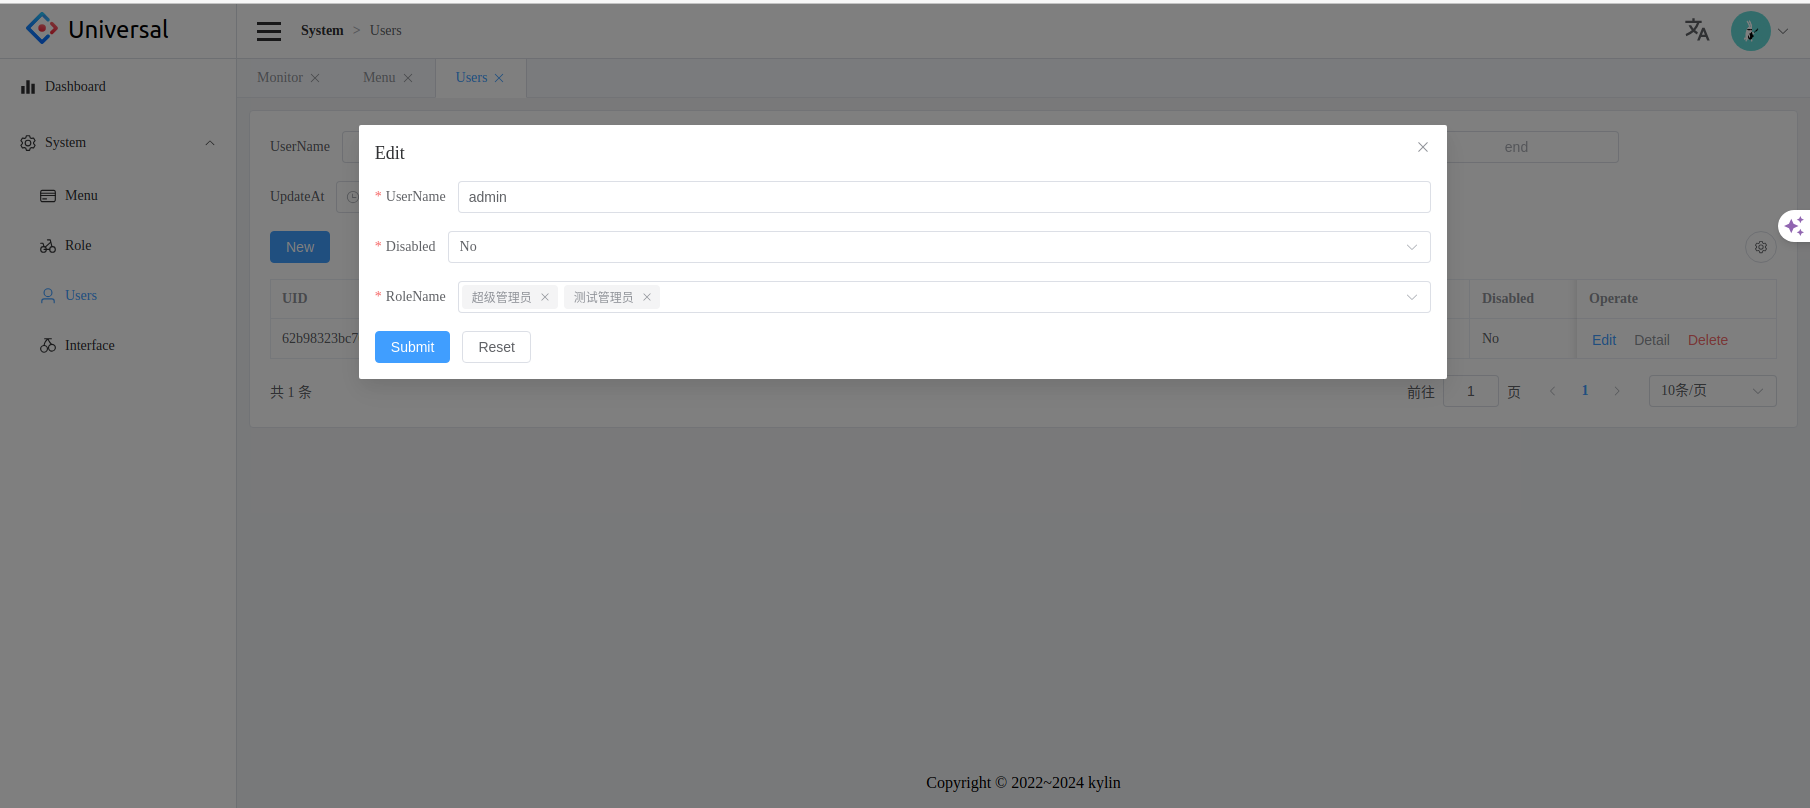 Universal
System > Users
Dashboard
System
Menu
Role
Users
Interface
Monitor Menu Users
UserName
end
UpdateAt
New
UID Disabled Operate
62b98323bc7 No Edit Detail Delete
共 1 条
前往 1 页 1 10条/页
Edit
* UserName admin
* Disabled No
* RoleName 超级管理员 测试管理员
Submit Reset
Copyright © 2022~2024 kylin